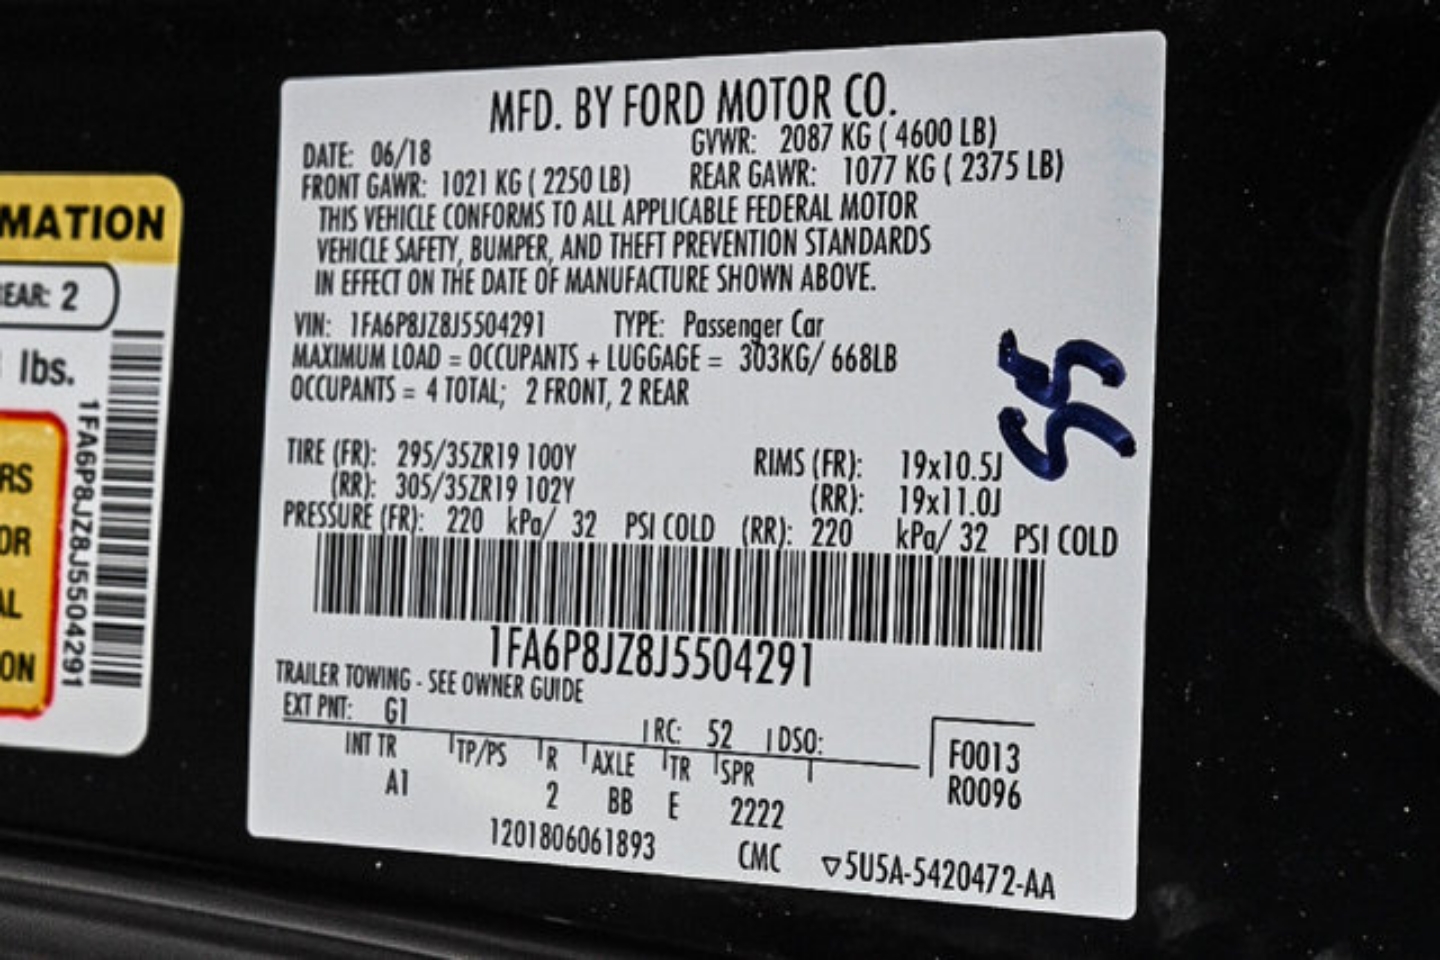 MATION
EAR: 2
lbs.
RS
OR
AL
ON
1FA6P8JZ8J5504291
MFD. BY FORD MOTOR CO.
DATE: 06/18 GVWR: 2087 KG ( 4600 LB)
FRONT GAWR: 1021 KG ( 2250 LB) REAR GAWR: 1077 KG ( 2375 LB)
THIS VEHICLE CONFORMS TO ALL APPLICABLE FEDERAL MOTOR
VEHICLE SAFETY, BUMPER, AND THEFT PREVENTION STANDARDS
IN EFFECT ON THE DATE OF MANUFACTURE SHOWN ABOVE.
VIN: 1FA6P8JZ8J5504291 TYPE: Passenger Car
MAXIMUM LOAD = OCCUPANTS + LUGGAGE = 303KG/ 668LB
OCCUPANTS = 4 TOTAL; 2 FRONT, 2 REAR
TIRE (FR): 295/35ZR19 100Y RIMS (FR): 19x10.5J
(RR): 305/35ZR19 102Y (RR): 19x11.0J
PRESSURE (FR): 220 kPa/ 32 PSI COLD (RR): 220 kPa/ 32 PSI COLD
1FA6P8JZ8J5504291
TRAILER TOWING - SEE OWNER GUIDE
EXT PNT: G1 RC: 52 DSO:
INT TR TP/PS R AXLE TR SPR
A1 2 BB E 2222
F0013
R0096
1201806061893 CMC ▽5U5A-5420472-AA